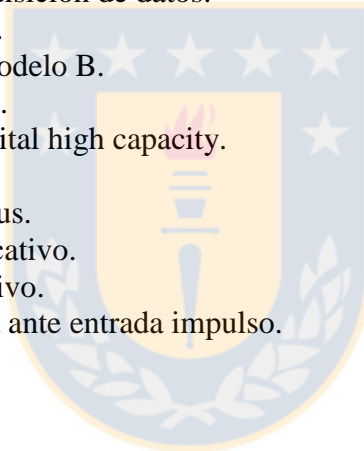 isición de datos.
.
odelo B.
.
ital high capacity.
us.
cativo.
ivo.
ante entrada impulso.